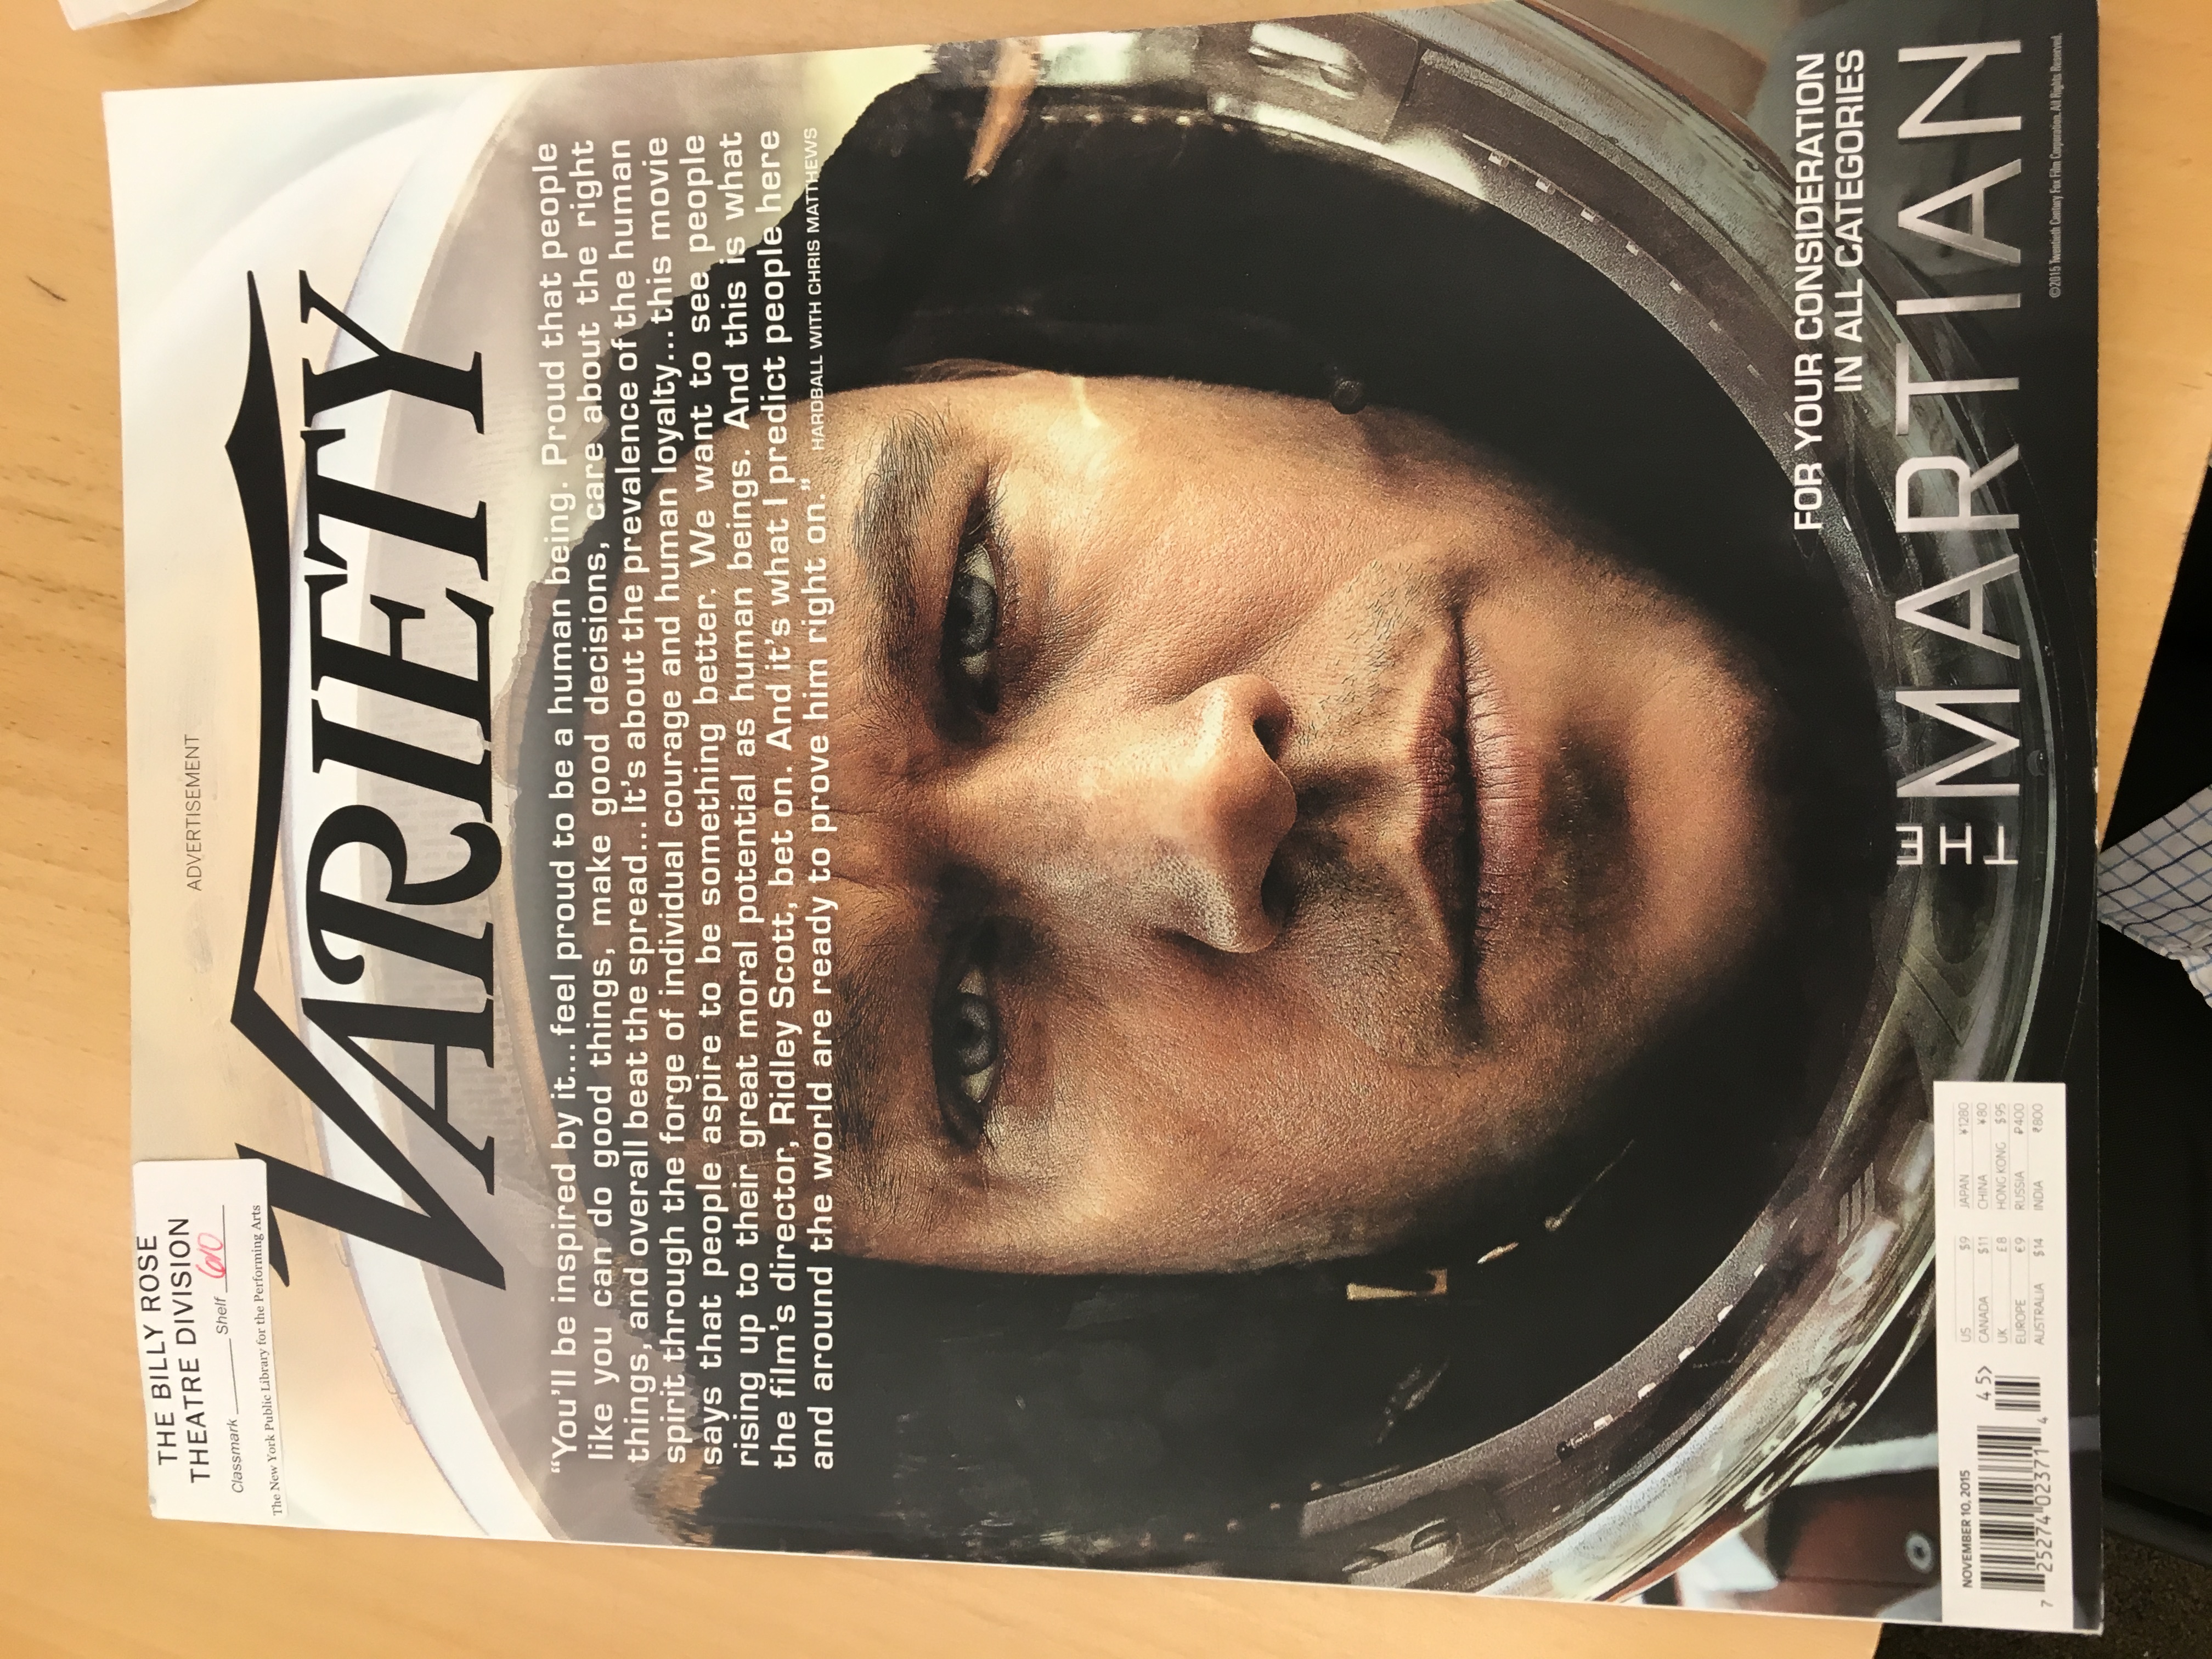 THE BILLY ROSE
THEATRE DIVISION
Classmark ________ Shelf 610
The New York Public Library for the Performing Arts
ADVERTISEMENT
VARIETY
“You’ll be inspired by it... feel proud to be a human being. Proud that people
like you can do good things, make good decisions, care about the right
things, and overall beat the spread... It’s about the prevalence of the human
spirit through the forge of individual courage and human loyalty... this movie
says that people aspire to be something better. We want to see people
rising up to their great moral potential as human beings. And this is what
the film’s director, Ridley Scott, bet on. And it’s what I predict people here
and around the world are ready to prove him right on.” HARDBALL WITH CHRIS MATTHEWS
FOR YOUR CONSIDERATION
IN ALL CATEGORIES
THE MARTIAN
NOVEMBER 10, 2015
45>
7 25274 02371 4
US $9 JAPAN ¥1280
CANADA $11 CHINA ¥80
UK £8 HONG KONG $95
EUROPE €9 RUSSIA ₽400
AUSTRALIA $14 INDIA ₹800
©2015 Twentieth Century Fox Film Corporation. All Rights Reserved.